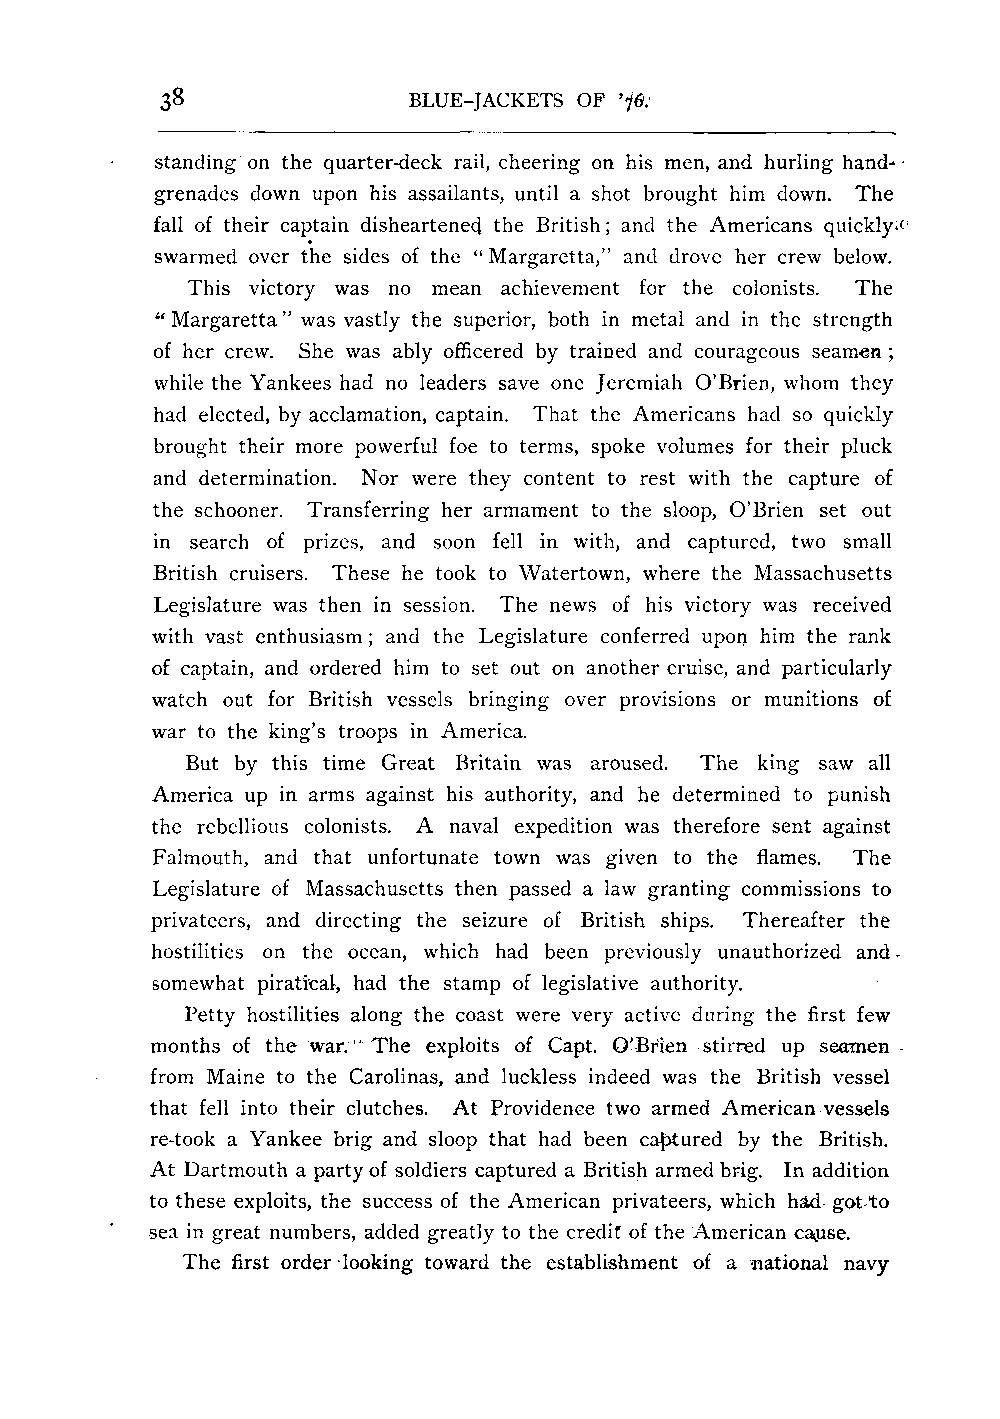 38 BLUE-JACKETS OF '76.
standing on the quarter-deck rail, cheering on his men, and hurling hand-
grenades down upon his assailants, until a shot brought him down. The
fall of their captain disheartened the British; and the Americans quickly
swarmed over the sides of the "Margaretta," and drove her crew below.
This victory was no mean achievement for the colonists. The
"Margaretta" was vastly the superior, both in metal and in the strength
of her crew. She was ably officered by trained and courageous seamen;
while the Yankees had no leaders save one Jeremiah O'Brien, whom they
had elected, by acclamation, captain. That the Americans had so quickly
brought their more powerful foe to terms, spoke volumes for their pluck
and determination. Nor were they content to rest with the capture of
the schooner. Transferring her armament to the sloop, O'Brien set out
in search of prizes, and soon fell in with, and captured, two small
British cruisers. These he took to Watertown, where the Massachusetts
Legislature was then in session. The news of his victory was received
with vast enthusiasm; and the Legislature conferred upon him the rank
of captain, and ordered him to set out on another cruise, and particularly
watch out for British vessels bringing over provisions or munitions of
war to the king's troops in America.
But by this time Great Britain was aroused. The king saw all
America up in arms against his authority, and he determined to punish
the rebellious colonists. A naval expedition was therefore sent against
Falmouth, and that unfortunate town was given to the flames. The
Legislature of Massachusetts then passed a law granting commissions to
privateers, and directing the seizure of British ships. Thereafter the
hostilities on the ocean, which had been previously unauthorized and
somewhat piratical, had the stamp of legislative authority.
Petty hostilities along the coast were very active during the first few
months of the war. The exploits of Capt. O'Brien stirred up seamen
from Maine to the Carolinas, and luckless indeed was the British vessel
that fell into their clutches. At Providence two armed American vessels
re-took a Yankee brig and sloop that had been captured by the British.
At Dartmouth a party of soldiers captured a British armed brig. In addition
to these exploits, the success of the American privateers, which had got to
sea in great numbers, added greatly to the credit of the American cause.
The first order looking toward the establishment of a national navy